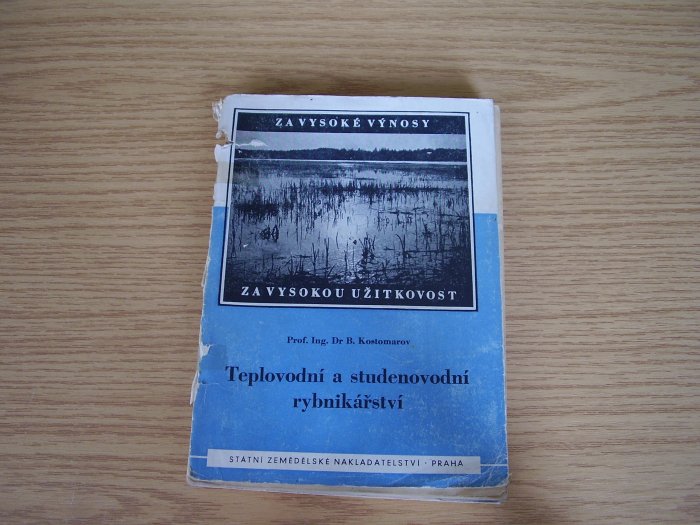 ZA VYSOKÉ VÝNOSY
ZA VYSOKOU UŽITKOVOST
Prof. Ing. Dr B. Kostomarov
Teplovodní a studenovodní
rybnikářství
STÁTNÍ ZEMĚDĚLSKÉ NAKLADATELSTVÍ · PRAHA